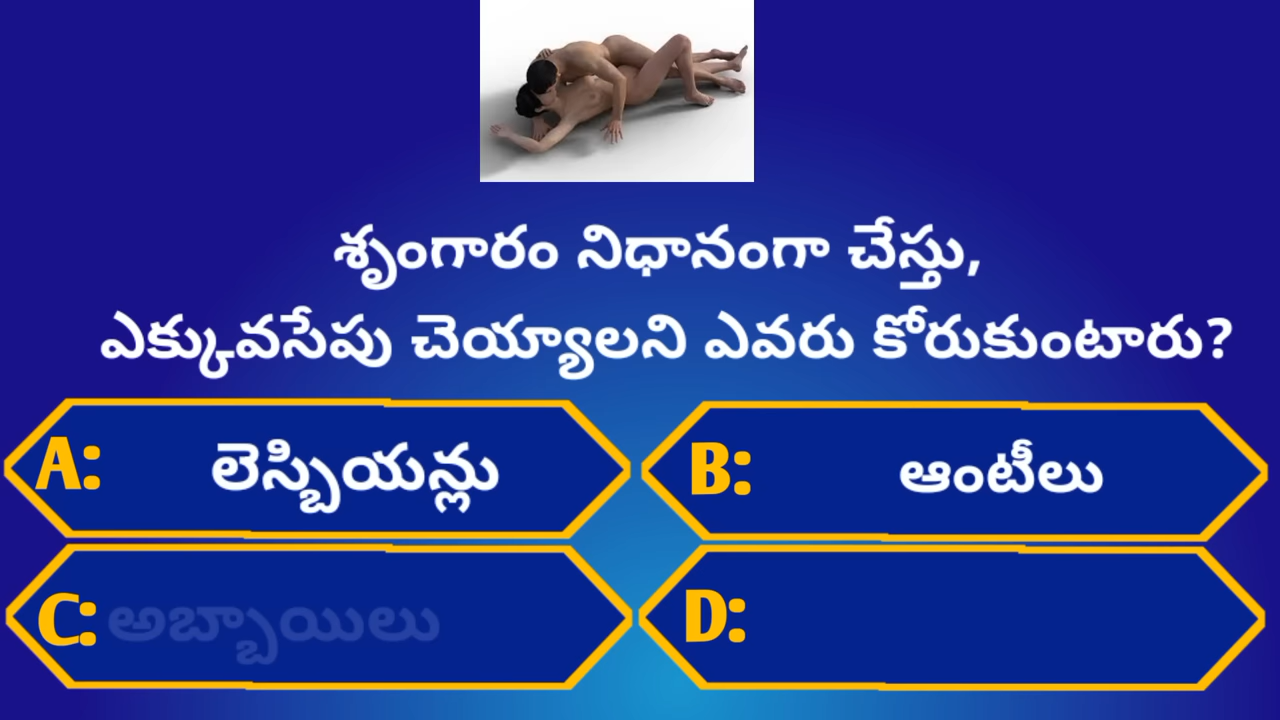 శృంగారం నిధానంగా చేస్తు,
ఎక్కువసేపు చెయ్యాలని ఎవరు కోరుకుంటారు?
A: లెస్బియన్లు
B: ఆంటీలు
C: అబ్బాయిలు
D: